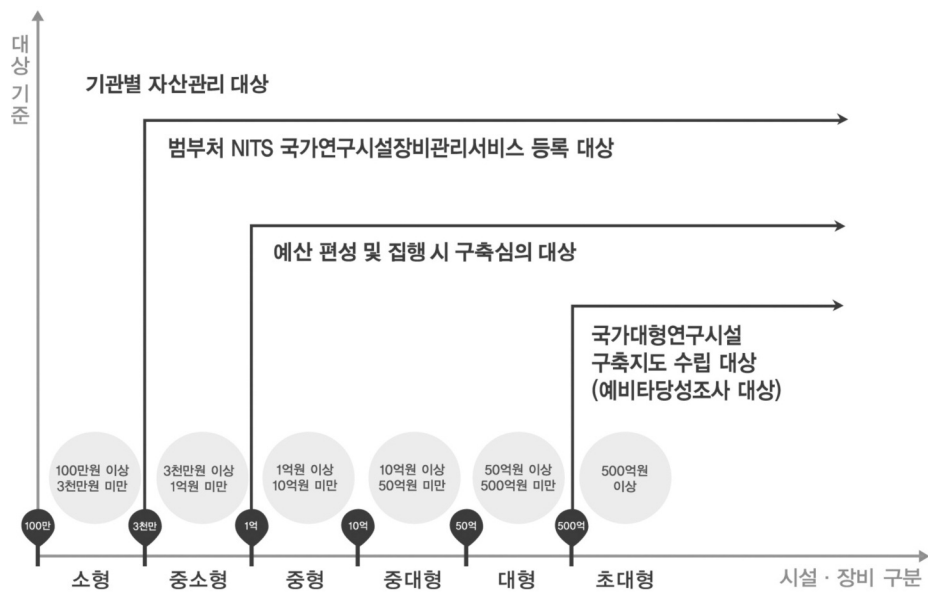 대상 기준
기관별 자산관리 대상
범부처 NITS 국가연구시설장비관리서비스 등록 대상
예산 편성 및 집행 시 구축심의 대상
국가대형연구시설
구축지도 수립 대상
(예비타당성조사 대상)
100만원 이상
3천만원 미만
3천만원 이상
1억원 미만
1억원 이상
10억원 미만
10억원 이상
50억원 미만
50억원 이상
500억원 미만
500억원
이상
100만
3천만
1억
10억
50억
500억
소형
중소형
중형
중대형
대형
초대형
시설 · 장비 구분